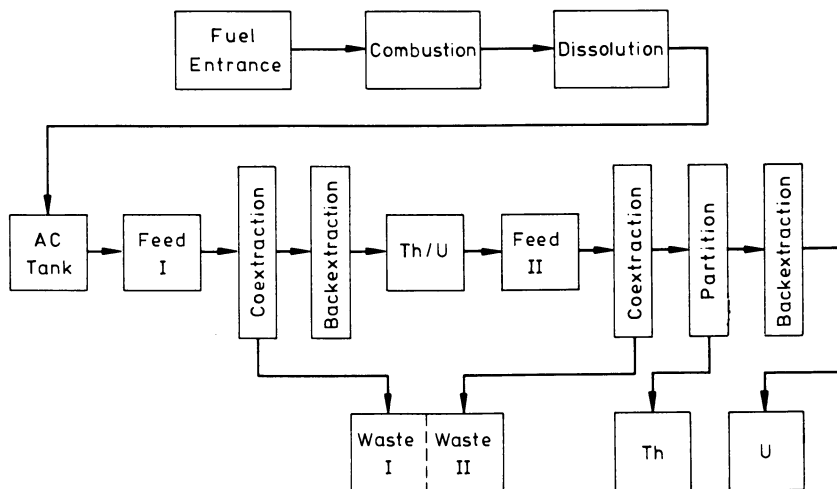 Fuel
Entrance
Combustion
Dissolution
AC
Tank
Feed
I
Coextraction
Backextraction
Th/U
Feed
II
Coextraction
Partition
Backextraction
Waste
I
Waste
II
Th
U